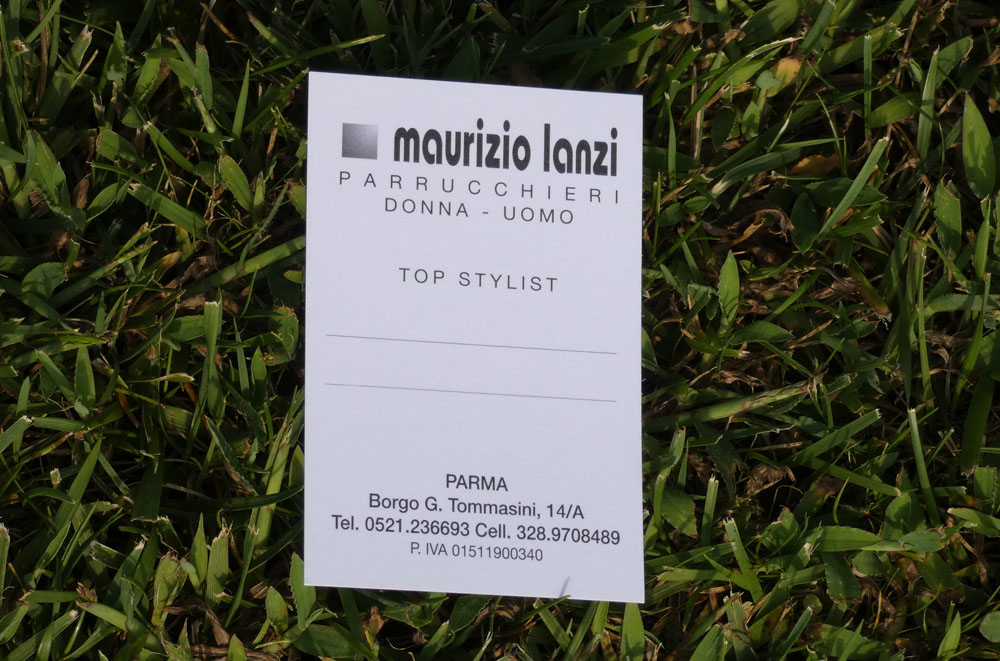 maurizio lanzi
PARRUCCHIERI
DONNA - UOMO
TOP STYLIST
PARMA
Borgo G. Tommasini, 14/A
Tel. 0521.236693 Cell. 328.9708489
P. IVA 01511900340